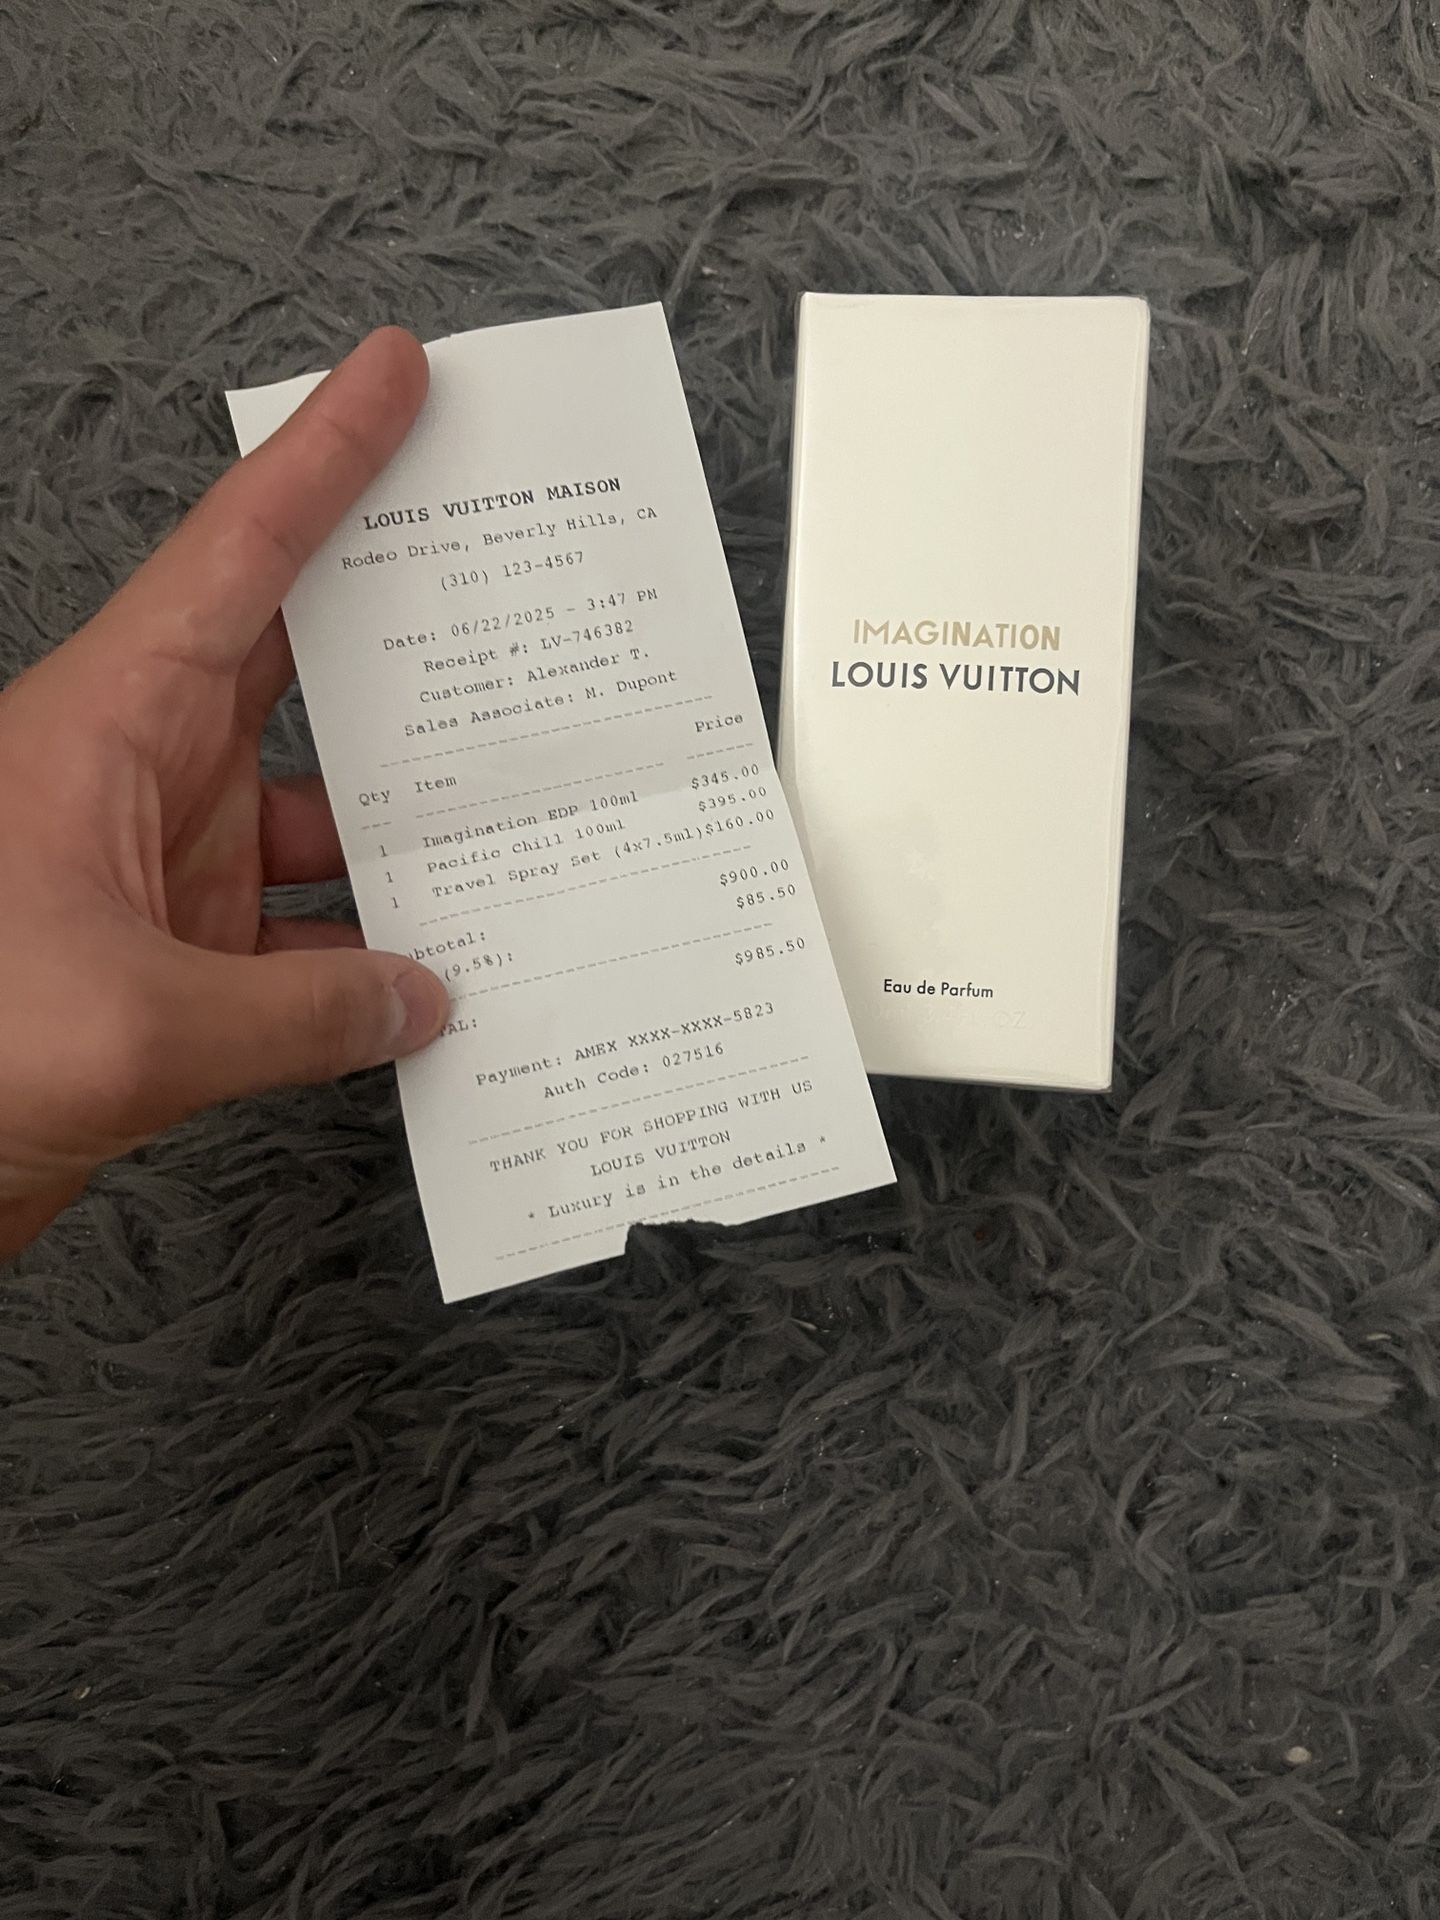 LOUIS VUITTON MAISON
Rodeo Drive, Beverly Hills, CA
(310) 123-4567
Date: 06/22/2025 - 3:47 PM
Receipt #: LV-746382
Customer: Alexander T.
Sales Associate: M. Dupont
Qty Item Price
1 Imagination EDP 100ml $345.00
1 Pacific Chill 100ml $395.00
1 Travel Spray Set (4x7.5ml)$160.00
btotal: $900.00
(9.5%): $85.50
TAL: $985.50
Payment: AMEX XXXX-XXXX-5823
Auth Code: 027516
THANK YOU FOR SHOPPING WITH US
LOUIS VUITTON
* Luxury is in the details *
IMAGINATION
LOUIS VUITTON
Eau de Parfum